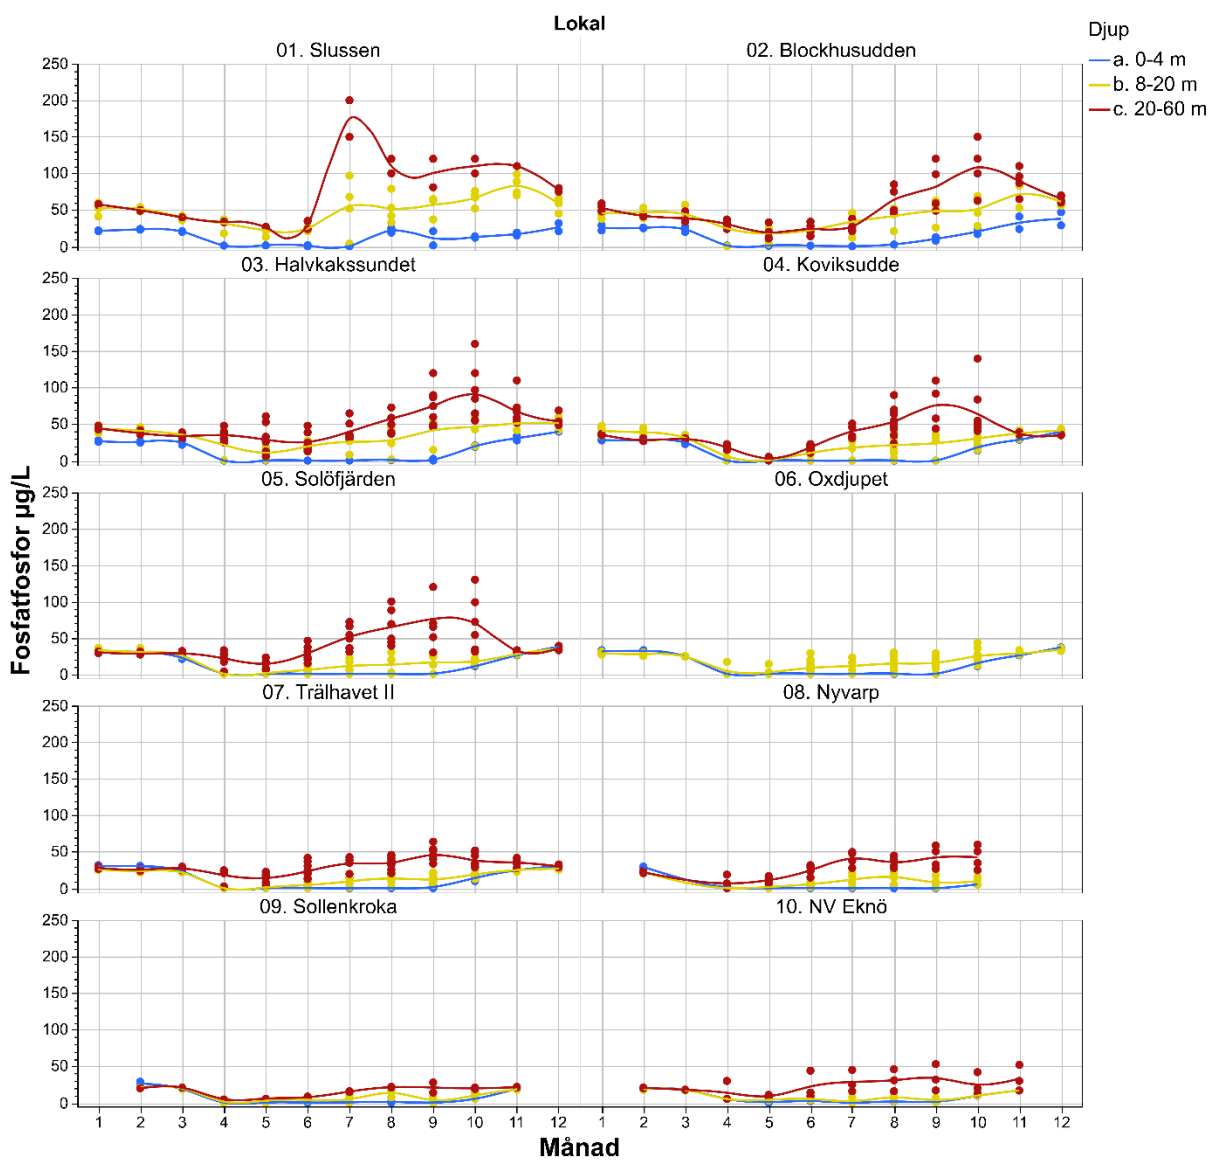 Lokal
Djup
a. 0-4 m
b. 8-20 m
c. 20-60 m
01. Slussen
02. Blockhusudden
250
200
150
100
50
0
03. Halvkakssundet
04. Koviksudde
250
200
150
100
50
0
05. Solöfjärden
06. Oxdjupet
250
200
150
100
50
0
07. Trälhavet II
08. Nyvarp
250
200
150
100
50
0
09. Sollenkroka
10. NV Eknö
250
200
150
100
50
0
Fosfatfosfor µg/L
1 2 3 4 5 6 7 8 9 10 11 12 1 2 3 4 5 6 7 8 9 10 11 12
Månad